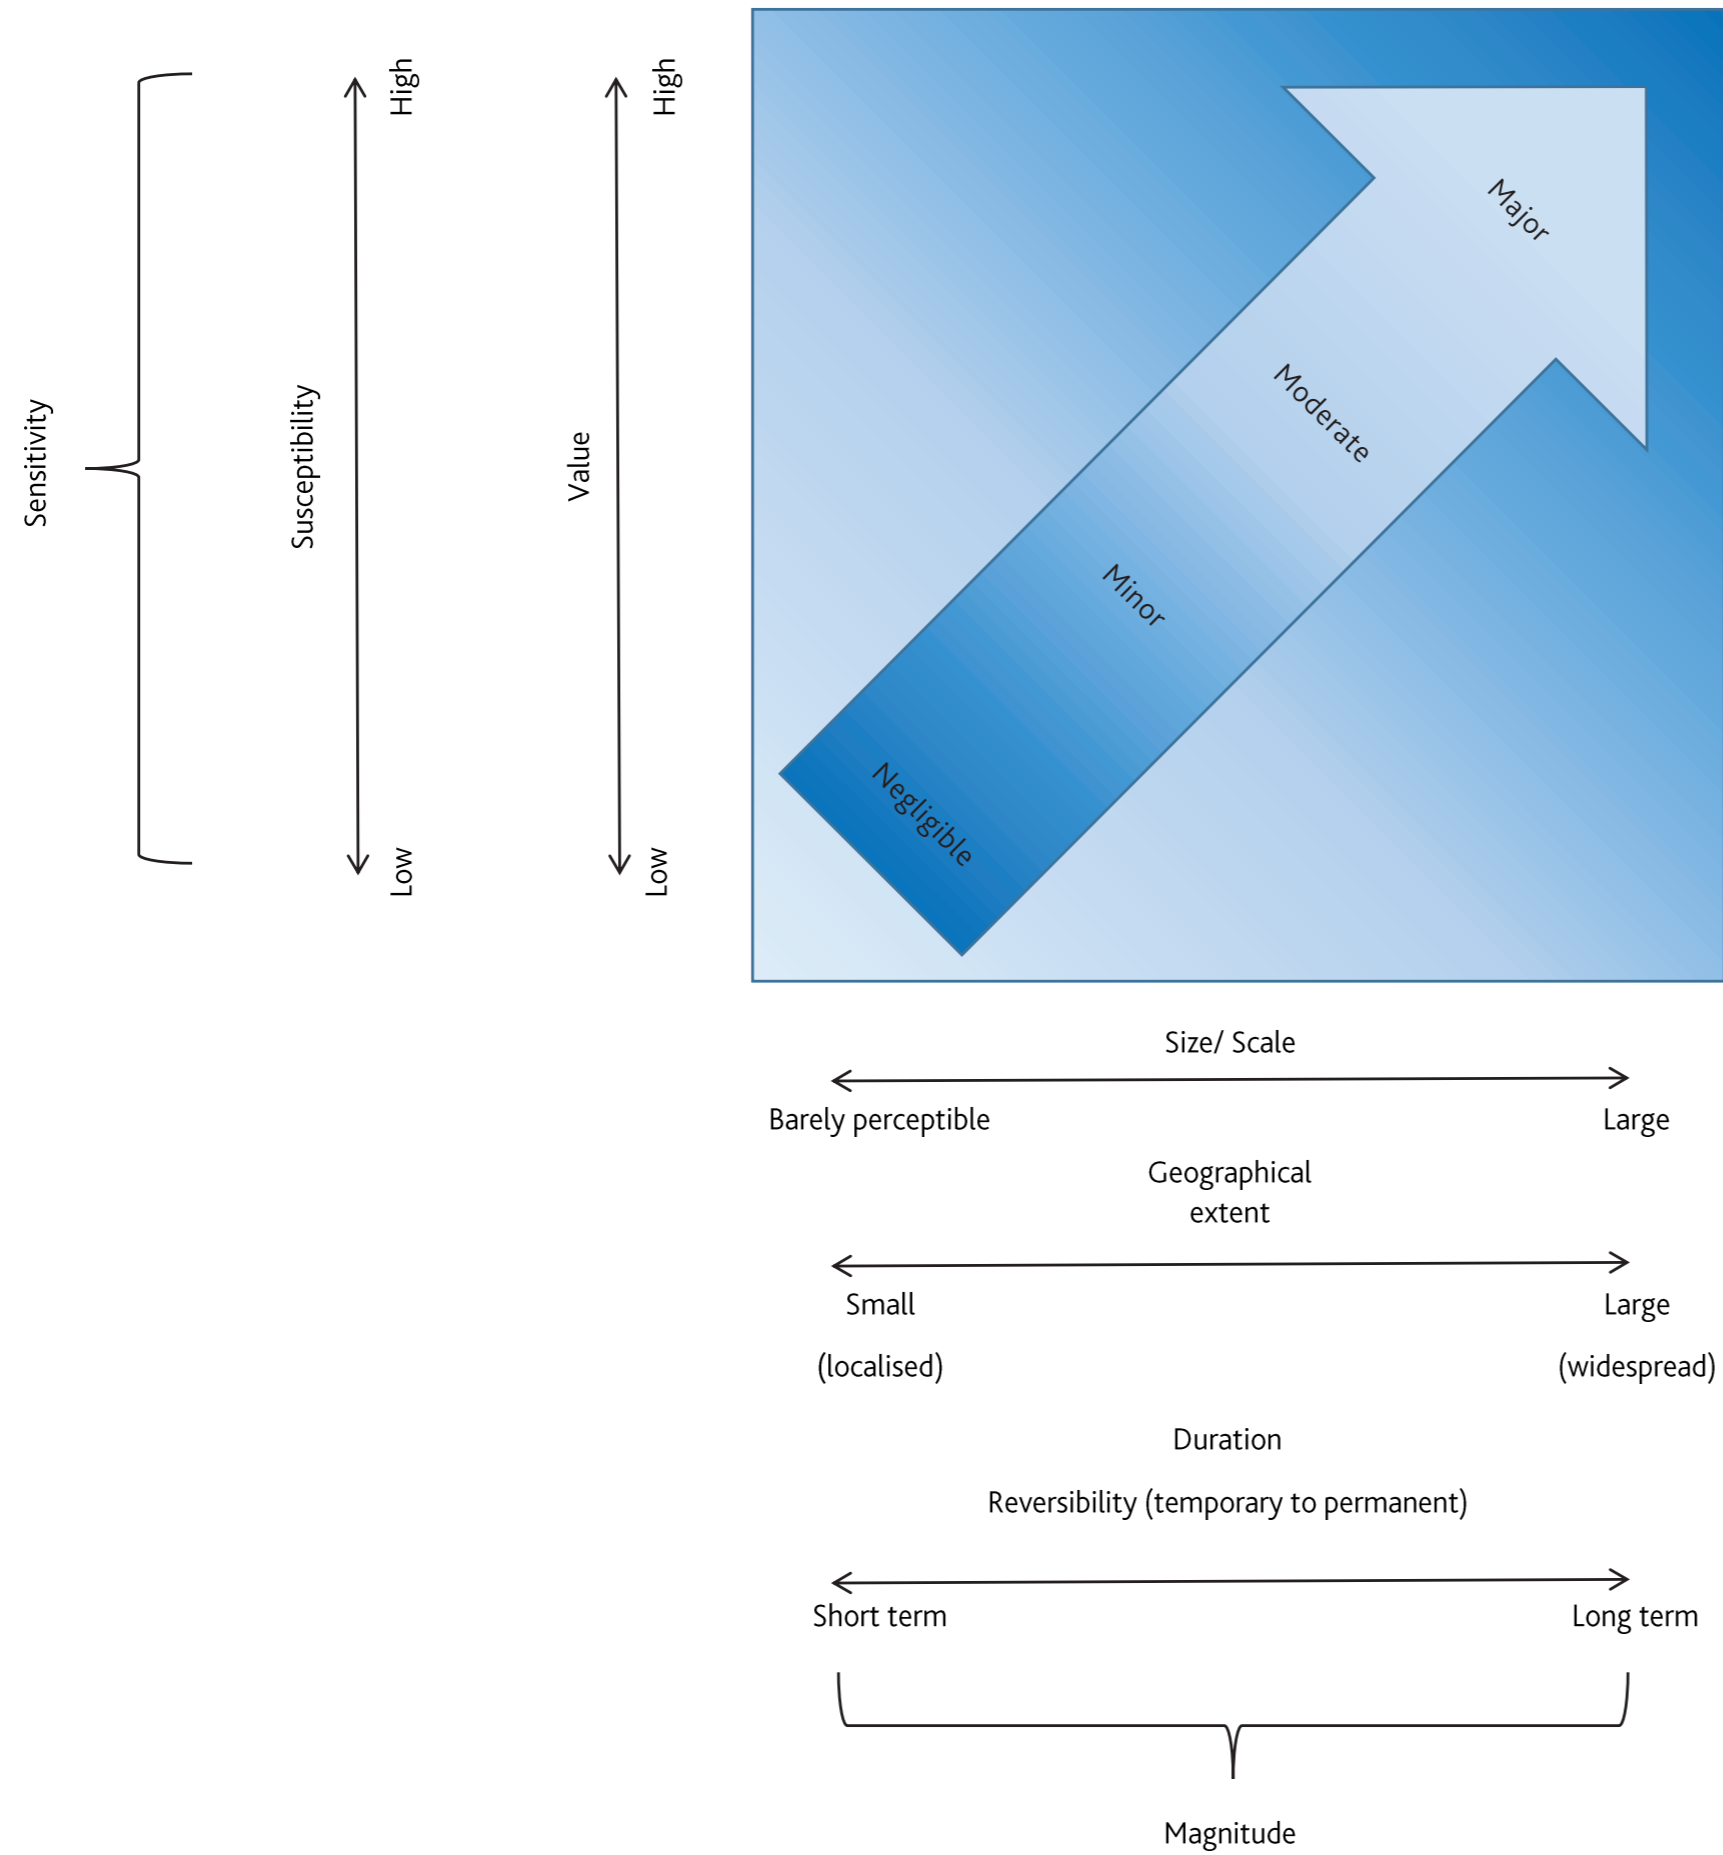 Sensitivity
Susceptibility
High
Low
Value
High
Low
Major
Moderate
Minor
Negligible
Size/ Scale
Barely perceptible
Large
Geographical
extent
Small
Large
(localised)
(widespread)
Duration
Reversibility (temporary to permanent)
Short term
Long term
Magnitude